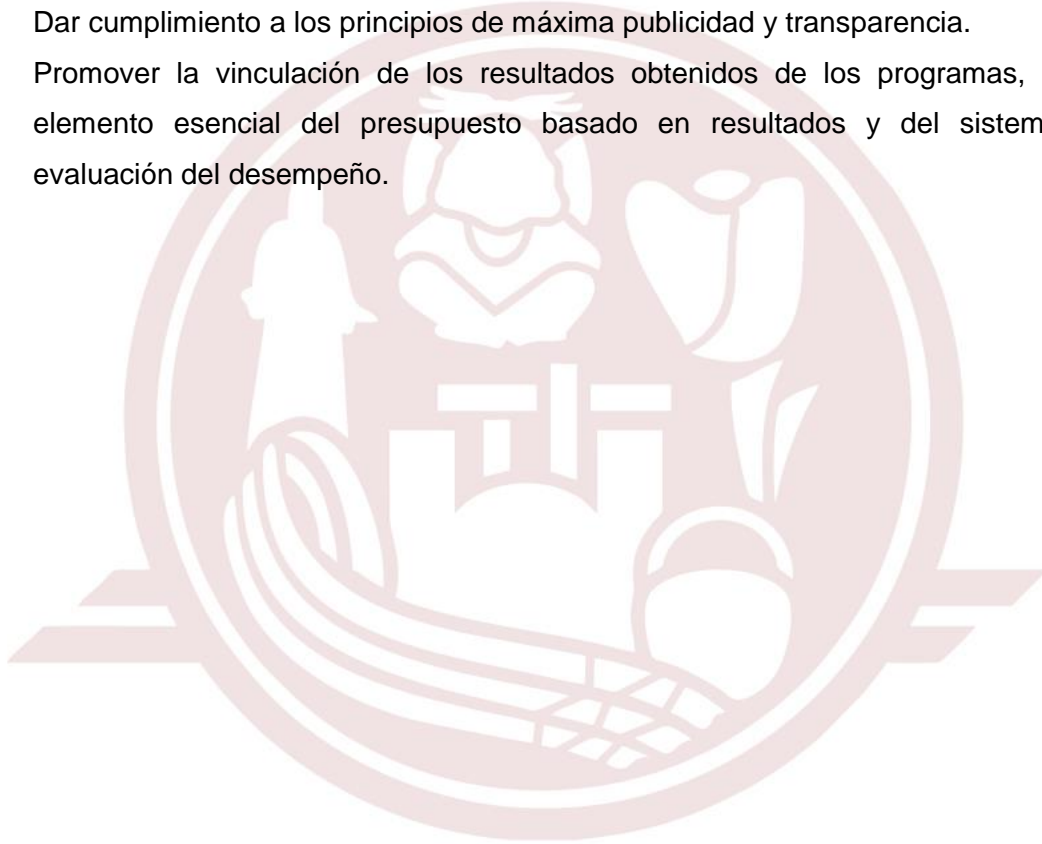 Dar cumplimiento a los principios de máxima publicidad y transparencia.
Promover la vinculación de los resultados obtenidos de los programas,
elemento esencial del presupuesto basado en resultados y del sistem
evaluación del desempeño.